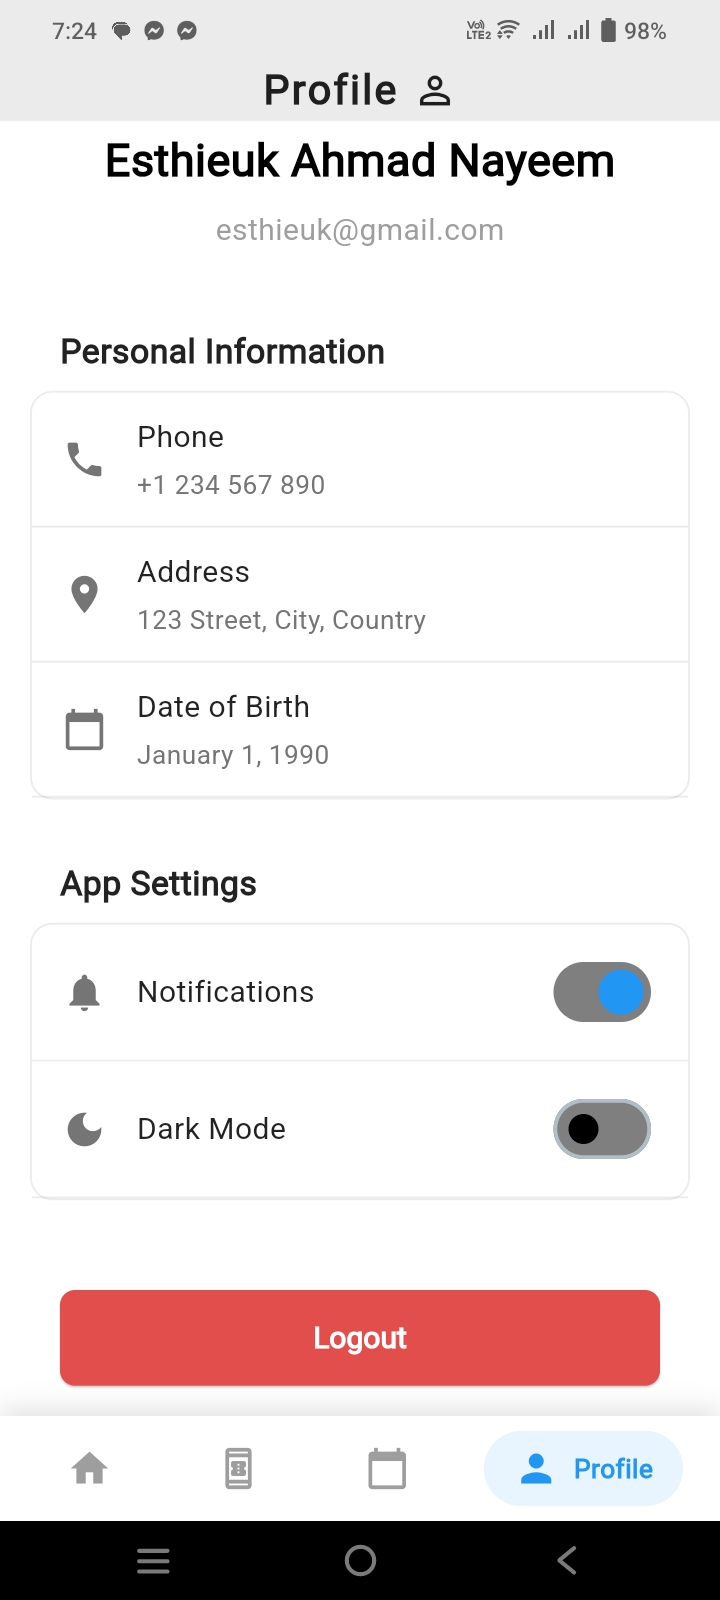 7:24 Vo) LTE2 98%
Profile
Esthieuk Ahmad Nayeem
esthieuk@gmail.com
Personal Information
Phone
+1 234 567 890
Address
123 Street, City, Country
Date of Birth
January 1, 1990
App Settings
Notifications
Dark Mode
Logout
Profile